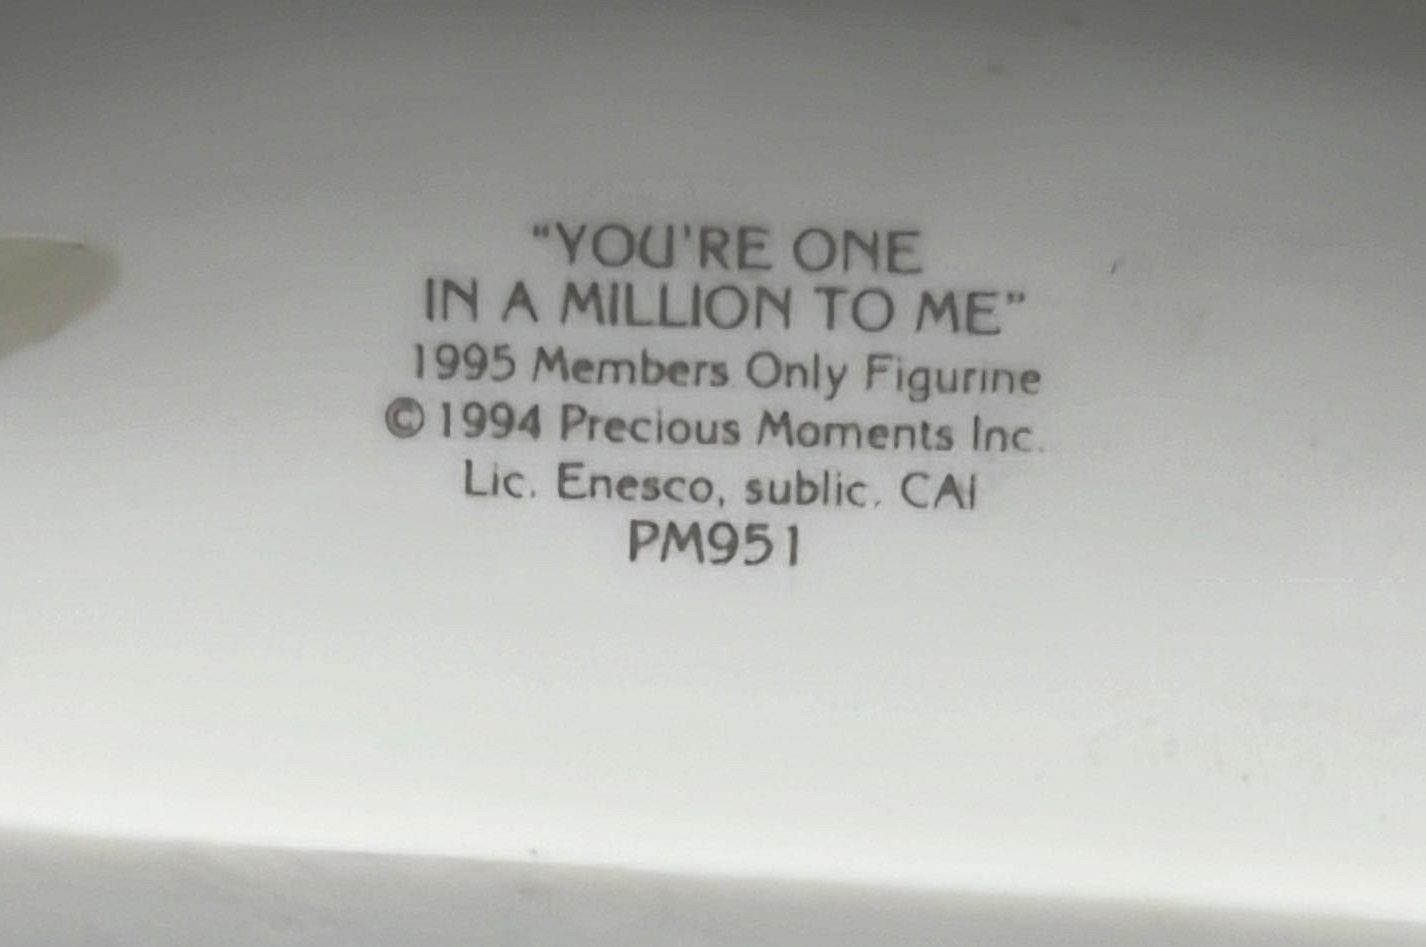 “YOU'RE ONE
IN A MILLION TO ME”
1995 Members Only Figurine
© 1994 Precious Moments Inc.
Lic. Enesco, sublic. CAI
PM951